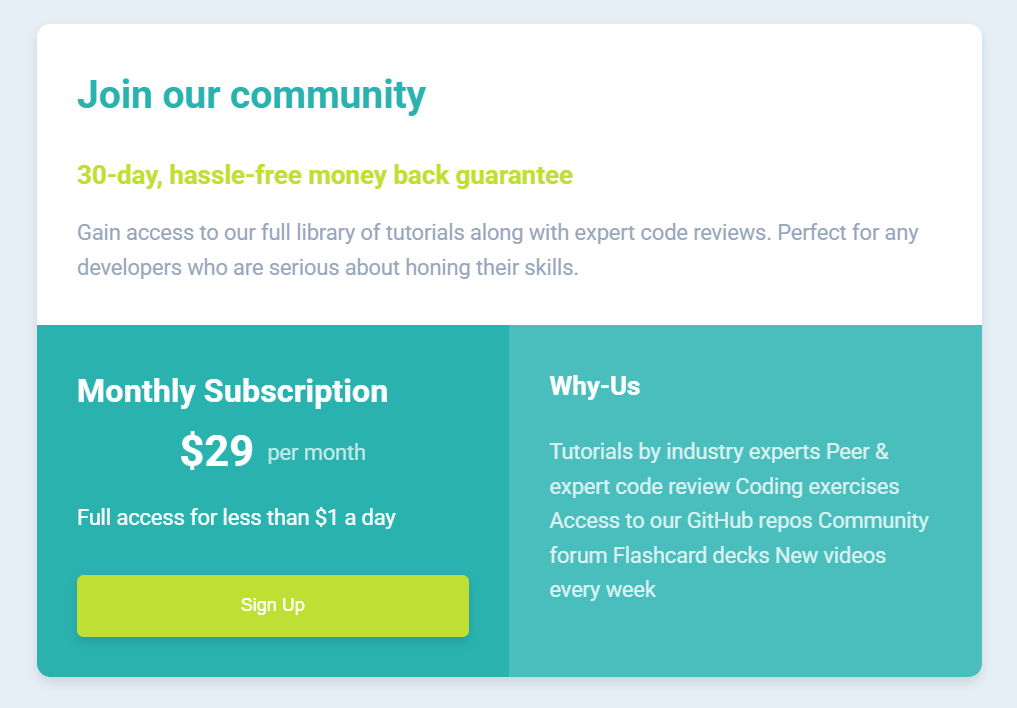 Join our community
30-day, hassle-free money back guarantee
Gain access to our full library of tutorials along with expert code reviews. Perfect for any
developers who are serious about honing their skills.
Monthly Subscription
$29 per month
Full access for less than $1 a day
Sign Up
Why-Us
Tutorials by industry experts Peer &
expert code review Coding exercises
Access to our GitHub repos Community
forum Flashcard decks New videos
every week